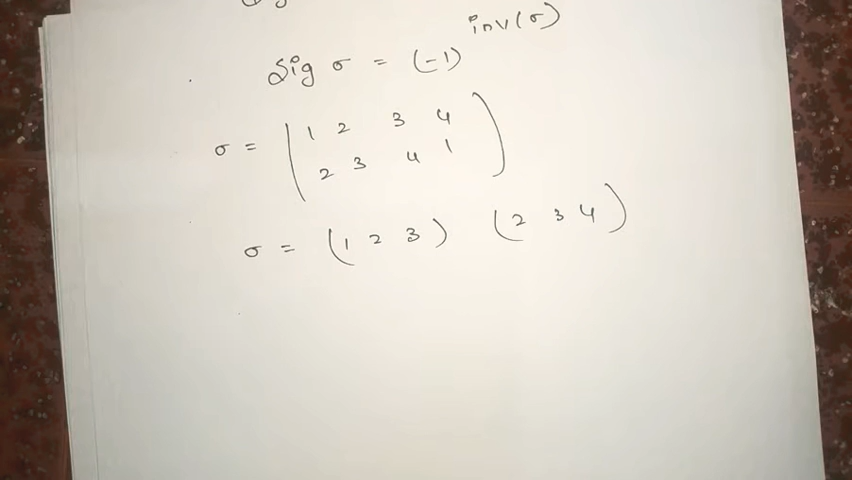 inv(σ)
Sig σ = (-1)
σ = ( 1 2 3 4
2 3 4 1 )
σ = (1 2 3) (2 3 4)